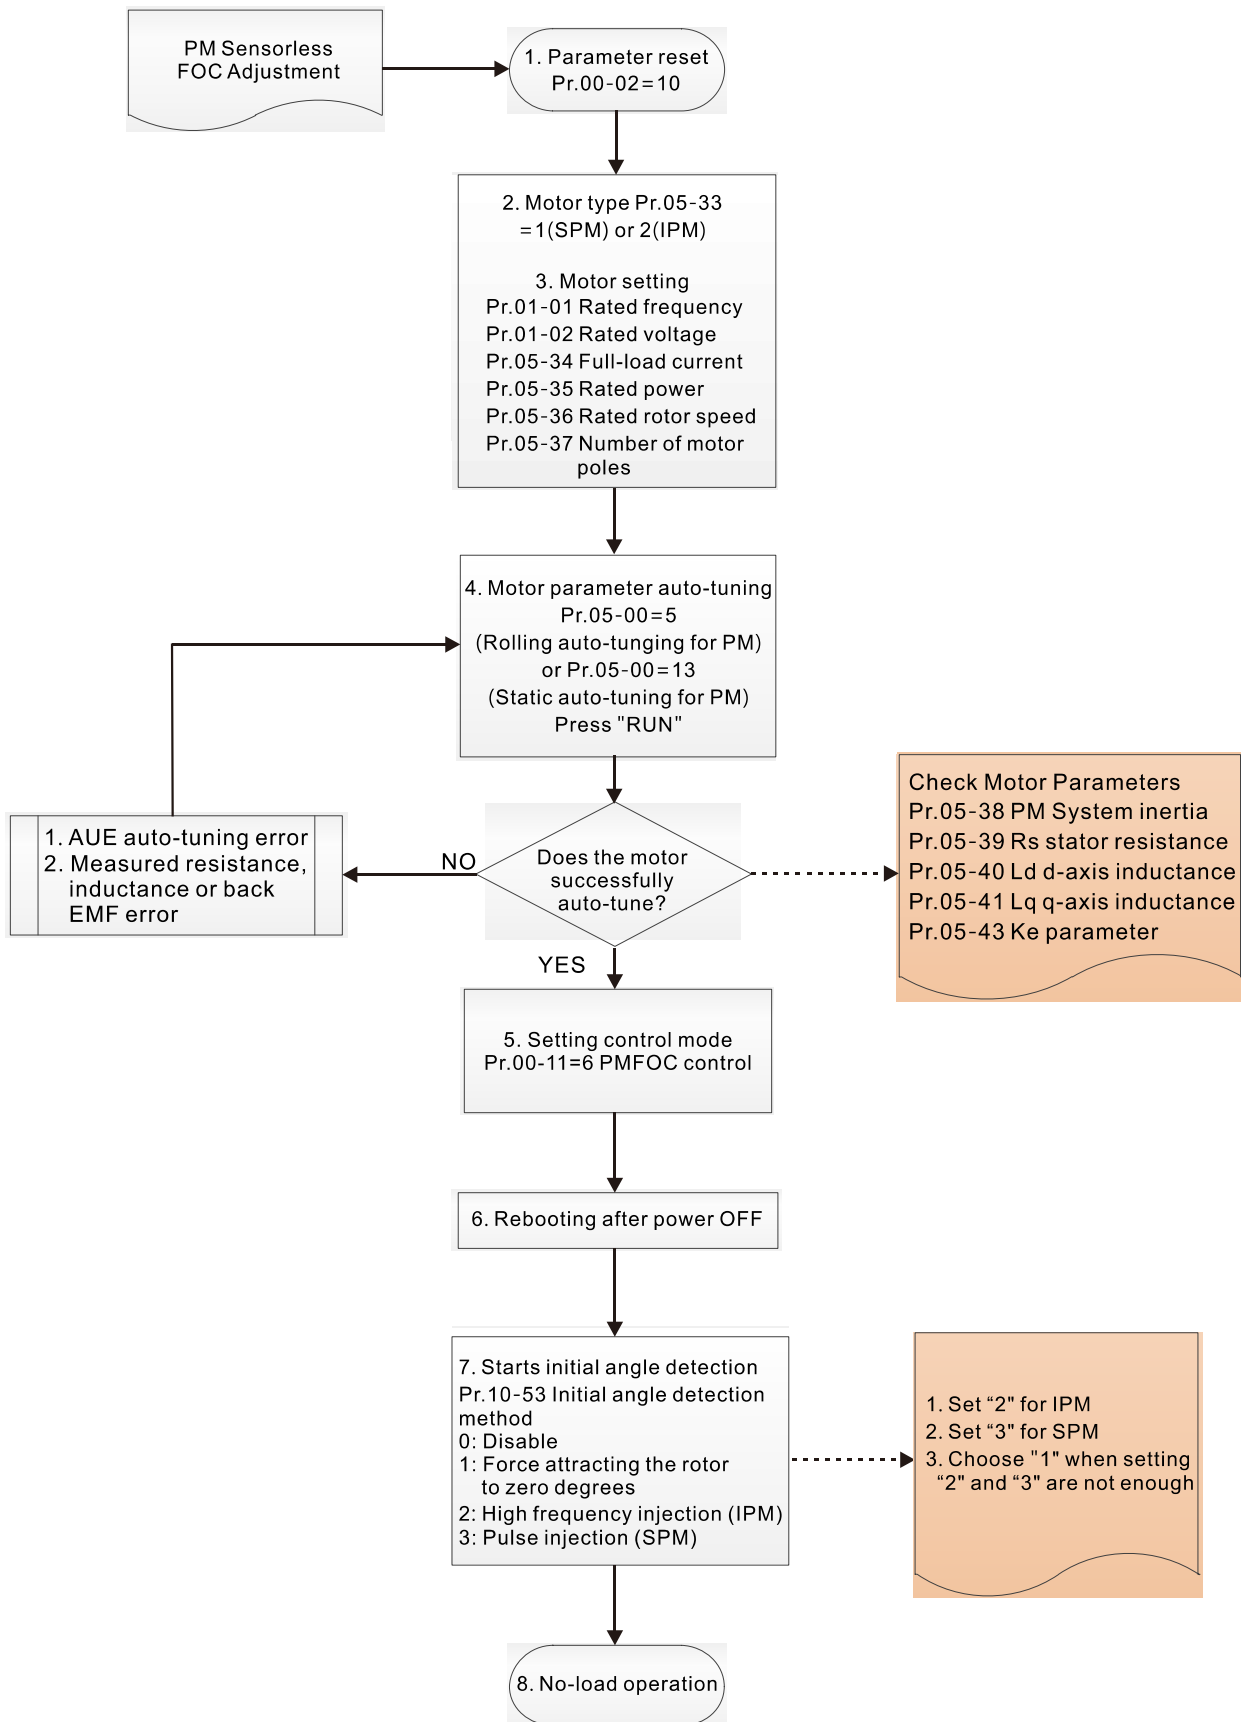 PM Sensorless
FOC Adjustment
1. Parameter reset
Pr.00-02=10
2. Motor type Pr.05-33
=1(SPM) or 2(IPM)
3. Motor setting
Pr.01-01 Rated frequency
Pr.01-02 Rated voltage
Pr.05-34 Full-load current
Pr.05-35 Rated power
Pr.05-36 Rated rotor speed
Pr.05-37 Number of motor
poles
4. Motor parameter auto-tuning
Pr.05-00=5
(Rolling auto-tunging for PM)
or Pr.05-00=13
(Static auto-tuning for PM)
Press "RUN"
Does the motor
successfully
auto-tune?
NO
1. AUE auto-tuning error
2. Measured resistance,
inductance or back
EMF error
Check Motor Parameters
Pr.05-38 PM System inertia
Pr.05-39 Rs stator resistance
Pr.05-40 Ld d-axis inductance
Pr.05-41 Lq q-axis inductance
Pr.05-43 Ke parameter
YES
5. Setting control mode
Pr.00-11=6 PMFOC control
6. Rebooting after power OFF
7. Starts initial angle detection
Pr.10-53 Initial angle detection
method
0: Disable
1: Force attracting the rotor
to zero degrees
2: High frequency injection (IPM)
3: Pulse injection (SPM)
1. Set “2" for IPM
2. Set “3" for SPM
3. Choose "1" when setting
“2" and “3" are not enough
8. No-load operation